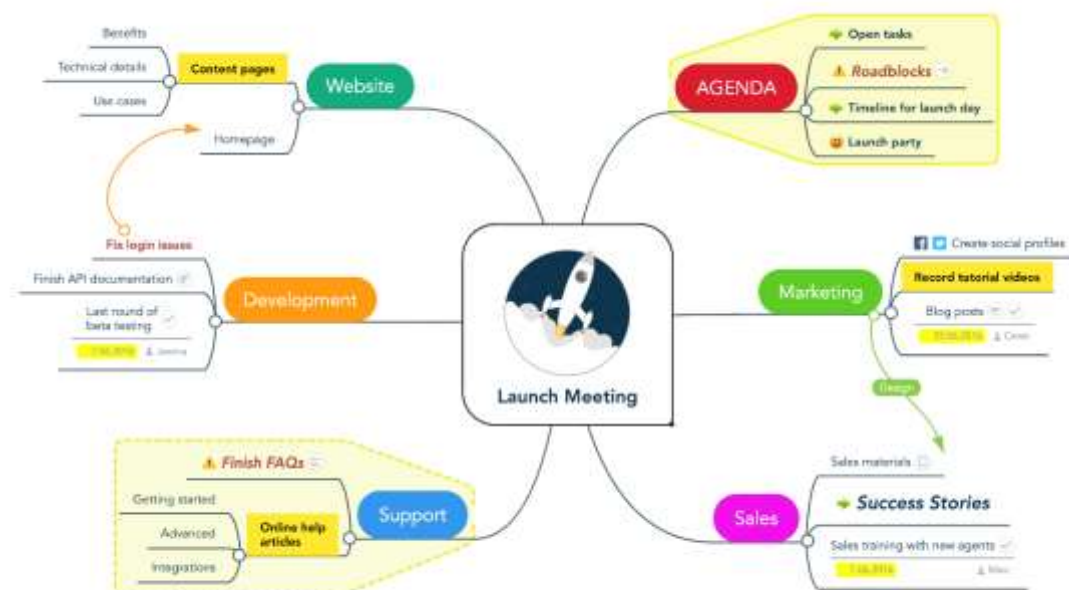 Benefits
Technical details
Use cases
Content pages
Homepage
Website
AGENDA
Open tasks
Roadblocks
Timeline for launch day
Launch party
Fix login issues
Finish API documentation
Last round of
beta testing
Development
Launch Meeting
Marketing
Create social profiles
Record tutorial videos
Blog posts
Design
Finish FAQs
Getting started
Advanced
Integrations
Online help
articles
Support
Sales
Sales materials
Success Stories
Sales training with new agents